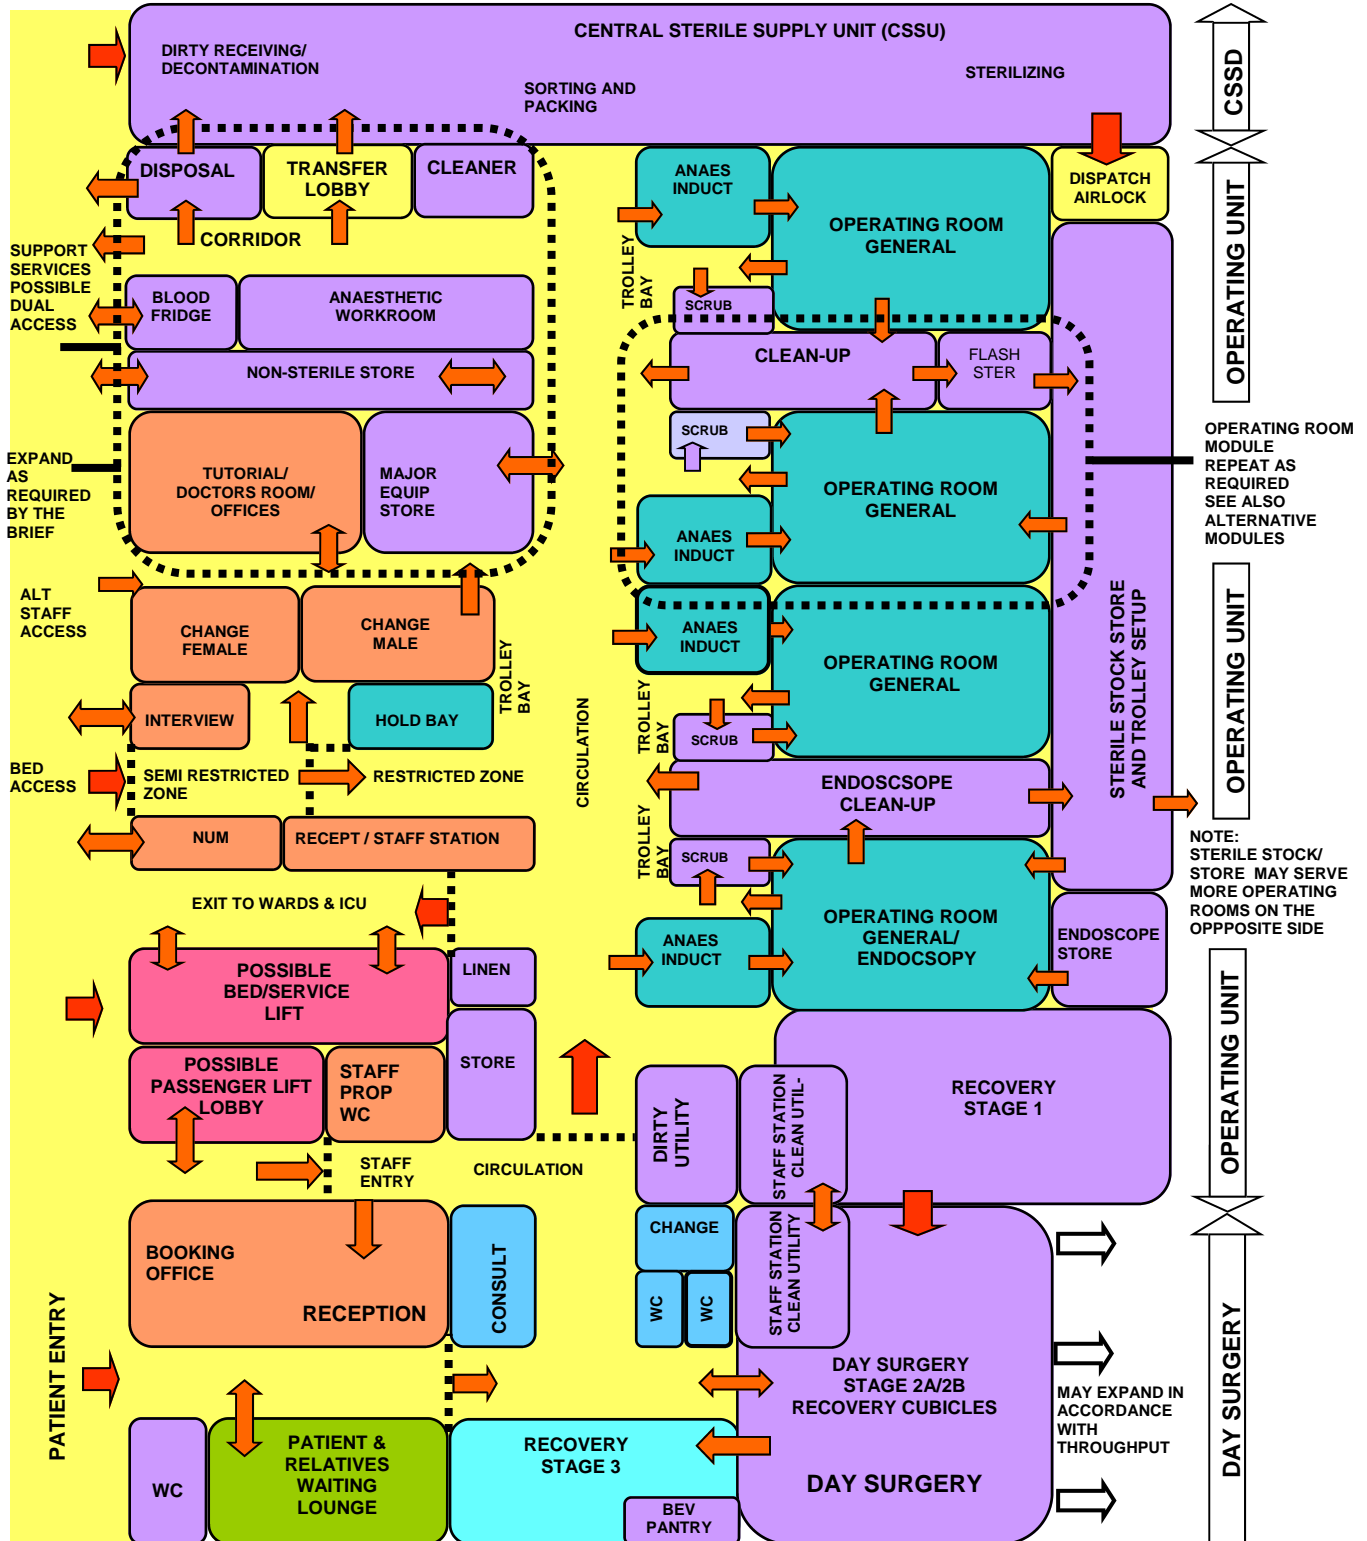 CENTRAL STERILE SUPPLY UNIT (CSSU)
DIRTY RECEIVING/
DECONTAMINATION
SORTING AND
PACKING
STERILIZING
CSSD
DISPOSAL
TRANSFER
LOBBY
CLEANER
CORRIDOR
SUPPORT
SERVICES
POSSIBLE
DUAL
ACCESS
BLOOD
FRIDGE
ANAESTHETIC
WORKROOM
NON-STERILE STORE
TUTORIAL/
DOCTORS ROOM/
OFFICES
MAJOR
EQUIP
STORE
EXPAND
AS
REQUIRED
BY THE
BRIEF
ALT
STAFF
ACCESS
CHANGE
FEMALE
CHANGE
MALE
TROLLEY
BAY
INTERVIEW
HOLD BAY
BED
ACCESS
SEMI RESTRICTED
ZONE
RESTRICTED ZONE
NUM
RECEPT / STAFF STATION
EXIT TO WARDS & ICU
POSSIBLE
BED/SERVICE
LIFT
LINEN
STORE
POSSIBLE
PASSENGER LIFT
LOBBY
STAFF
PROP
WC
STAFF
ENTRY
CIRCULATION
CIRCULATION
ANAES
INDUCT
OPERATING ROOM
GENERAL
DISPATCH
AIRLOCK
TROLLEY
BAY
SCRUB
CLEAN-UP
FLASH
STER
SCRUB
OPERATING ROOM
GENERAL
ANAES
INDUCT
ANAES
INDUCT
OPERATING ROOM
GENERAL
TROLLEY
BAY
SCRUB
ENDOSCSOPE
CLEAN-UP
TROLLEY
BAY
SCRUB
OPERATING ROOM
GENERAL/
ENDOCSOPY
ANAES
INDUCT
STERILE STOCK STORE
AND TROLLEY SETUP
ENDOSCOPE
STORE
OPERATING UNIT
OPERATING ROOM
MODULE
REPEAT AS
REQUIRED
SEE ALSO
ALTERNATIVE
MODULES
OPERATING UNIT
NOTE:
STERILE STOCK/
STORE MAY SERVE
MORE OPERATING
ROOMS ON THE
OPPPOSITE SIDE
OPERATING UNIT
RECOVERY
STAGE 1
DIRTY
UTILITY
STAFF STATION
CLEAN UTIL-
STAFF STATION
CLEAN UTILITY
CHANGE
WC
WC
BOOKING
OFFICE
RECEPTION
CONSULT
PATIENT ENTRY
WC
PATIENT &
RELATIVES
WAITING
LOUNGE
RECOVERY
STAGE 3
BEV
PANTRY
DAY SURGERY
STAGE 2A/2B
RECOVERY CUBICLES
DAY SURGERY
MAY EXPAND IN
ACCORDANCE
WITH
THROUGHPUT
DAY SURGERY